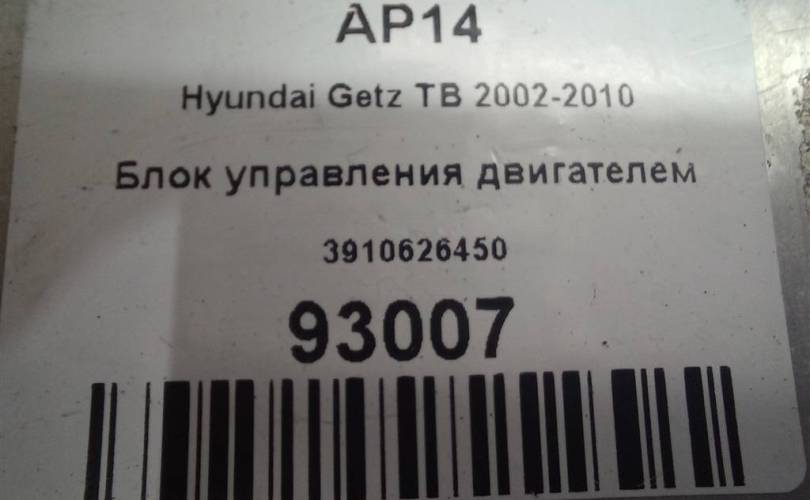 AP14
Hyundai Getz TB 2002-2010
Блок управления двигателем
3910626450
93007